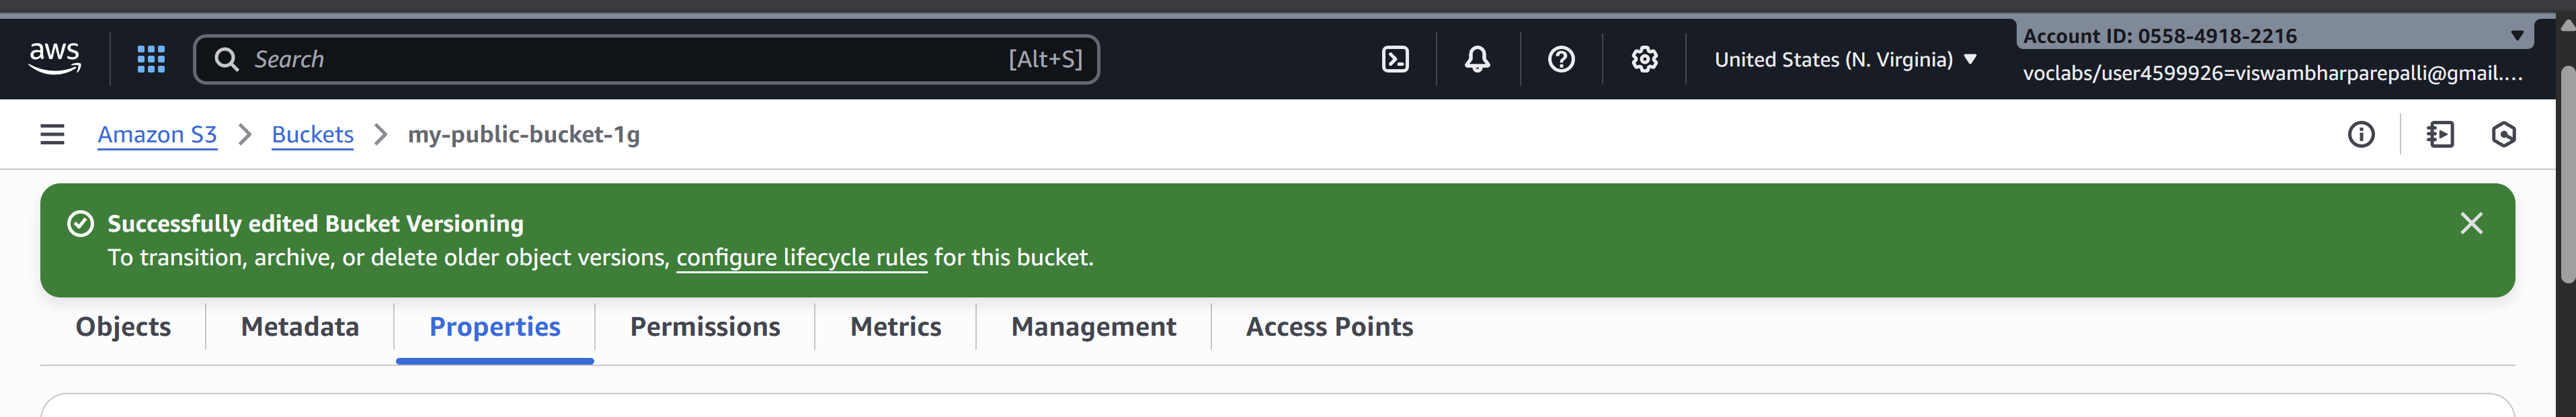 aws
Search [Alt+S]
United States (N. Virginia)
Account ID: 0558-4918-2216
voclabs/user4599926=viswambharparepalli@gmail....
Amazon S3 > Buckets > my-public-bucket-1g
Successfully edited Bucket Versioning
To transition, archive, or delete older object versions, configure lifecycle rules for this bucket.
Objects Metadata Properties Permissions Metrics Management Access Points